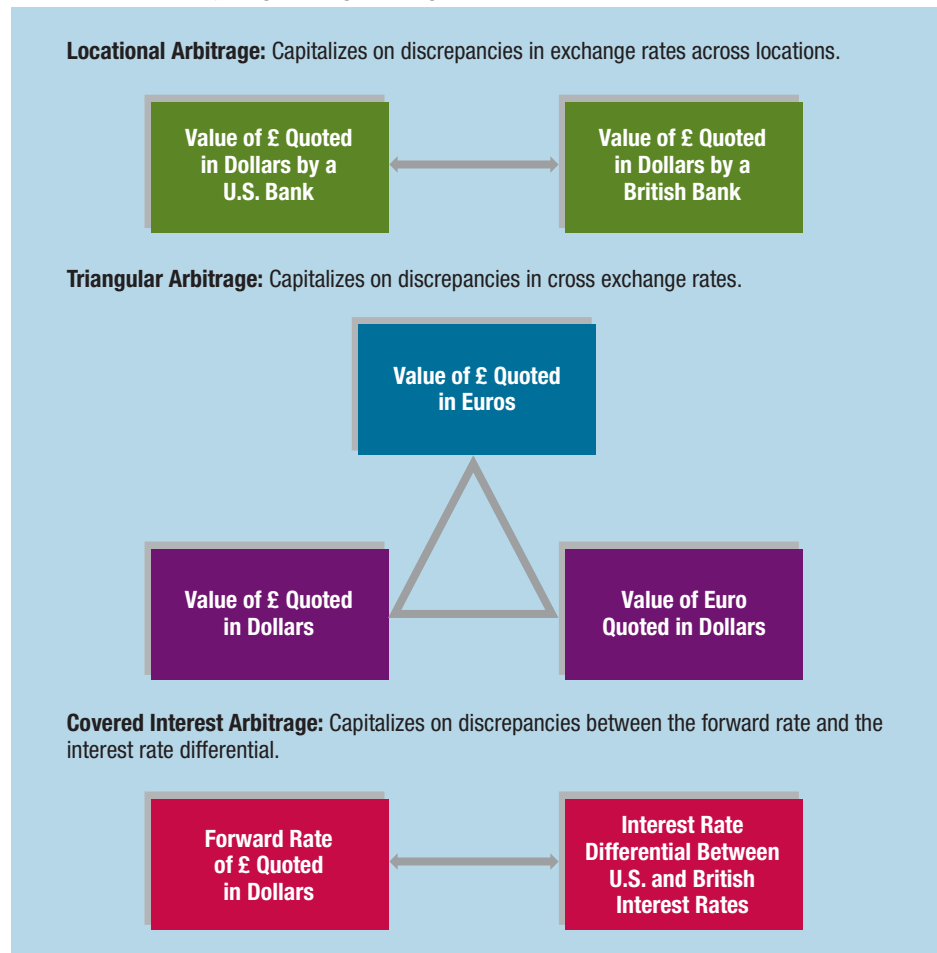 Locational Arbitrage: Capitalizes on discrepancies in exchange rates across locations.
Value of £ Quoted
in Dollars by a
U.S. Bank
Value of £ Quoted
in Dollars by a
British Bank
Triangular Arbitrage: Capitalizes on discrepancies in cross exchange rates.
Value of £ Quoted
in Euros
Value of £ Quoted
in Dollars
Value of Euro
Quoted in Dollars
Covered Interest Arbitrage: Capitalizes on discrepancies between the forward rate and the
interest rate differential.
Forward Rate
of £ Quoted
in Dollars
Interest Rate
Differential Between
U.S. and British
Interest Rates